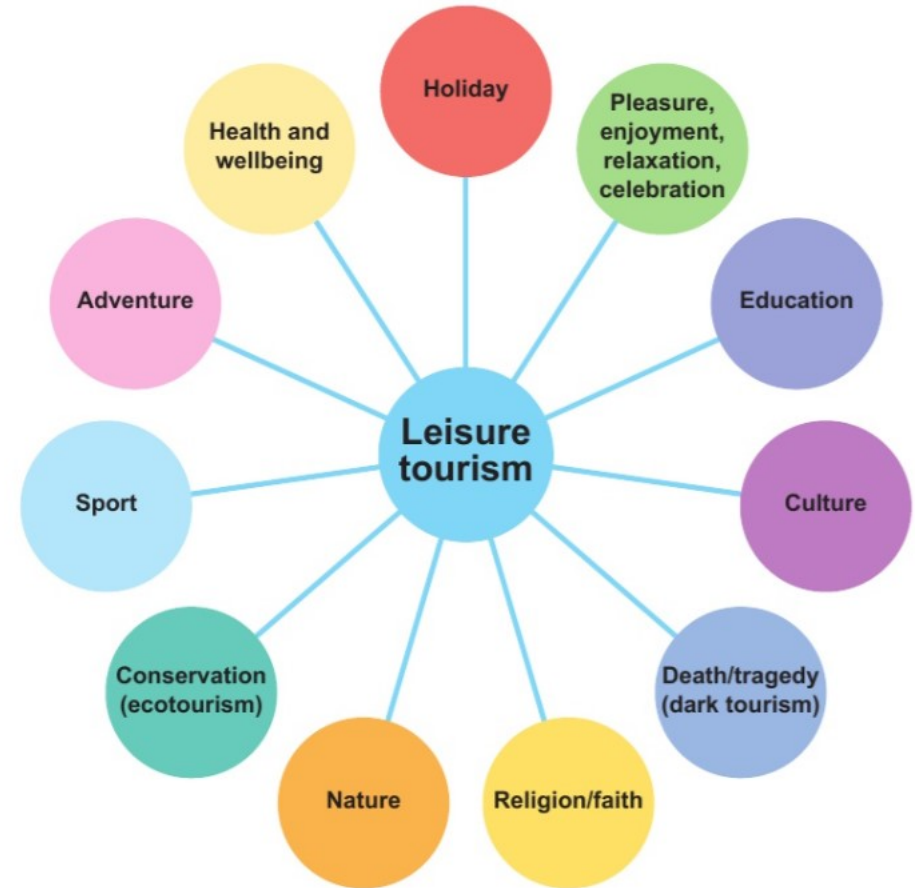 Holiday
Pleasure,
enjoyment,
relaxation,
celebration
Education
Culture
Death/tragedy
(dark tourism)
Religion/faith
Nature
Conservation
(ecotourism)
Sport
Adventure
Health and
wellbeing
Leisure
tourism